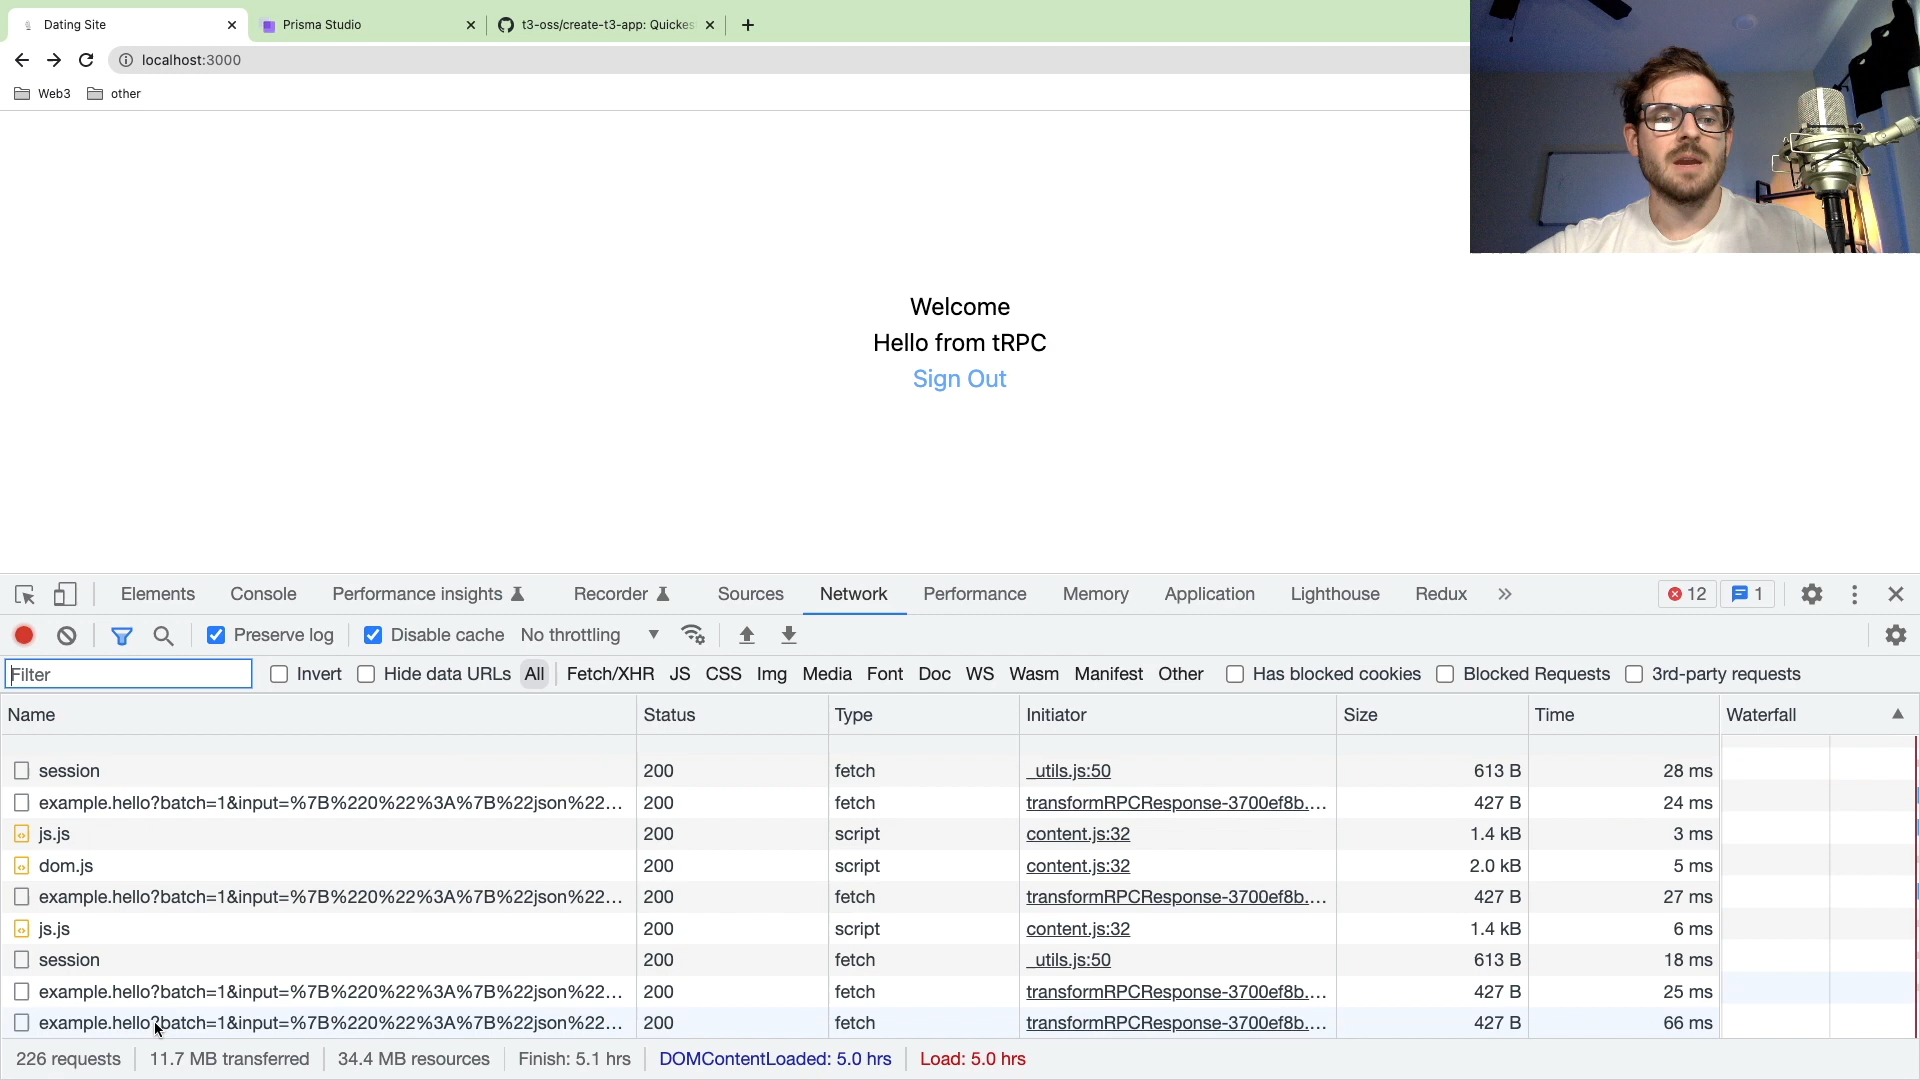 Dating Site
Prisma Studio
t3-oss/create-t3-app: Quickes
localhost:3000
Web3 other
Welcome
Hello from tRPC
Sign Out
Elements Console Performance insights Recorder Sources Network Performance Memory Application Lighthouse Redux 12 1
Preserve log Disable cache No throttling
Filter Invert Hide data URLs All Fetch/XHR JS CSS Img Media Font Doc WS Wasm Manifest Other Has blocked cookies Blocked Requests 3rd-party requests
Name Status Type Initiator Size Time Waterfall
session 200 fetch _utils.js:50 613 B 28 ms
example.hello?batch=1&input=%7B%220%22%3A%7B%22json%22... 200 fetch transformRPCResponse-3700ef8b.... 427 B 24 ms
js.js 200 script content.js:32 1.4 kB 3 ms
dom.js 200 script content.js:32 2.0 kB 5 ms
example.hello?batch=1&input=%7B%220%22%3A%7B%22json%22... 200 fetch transformRPCResponse-3700ef8b.... 427 B 27 ms
js.js 200 script content.js:32 1.4 kB 6 ms
session 200 fetch _utils.js:50 613 B 18 ms
example.hello?batch=1&input=%7B%220%22%3A%7B%22json%22... 200 fetch transformRPCResponse-3700ef8b.... 427 B 25 ms
example.hello?batch=1&input=%7B%220%22%3A%7B%22json%22... 200 fetch transformRPCResponse-3700ef8b.... 427 B 66 ms
226 requests 11.7 MB transferred 34.4 MB resources Finish: 5.1 hrs DOMContentLoaded: 5.0 hrs Load: 5.0 hrs